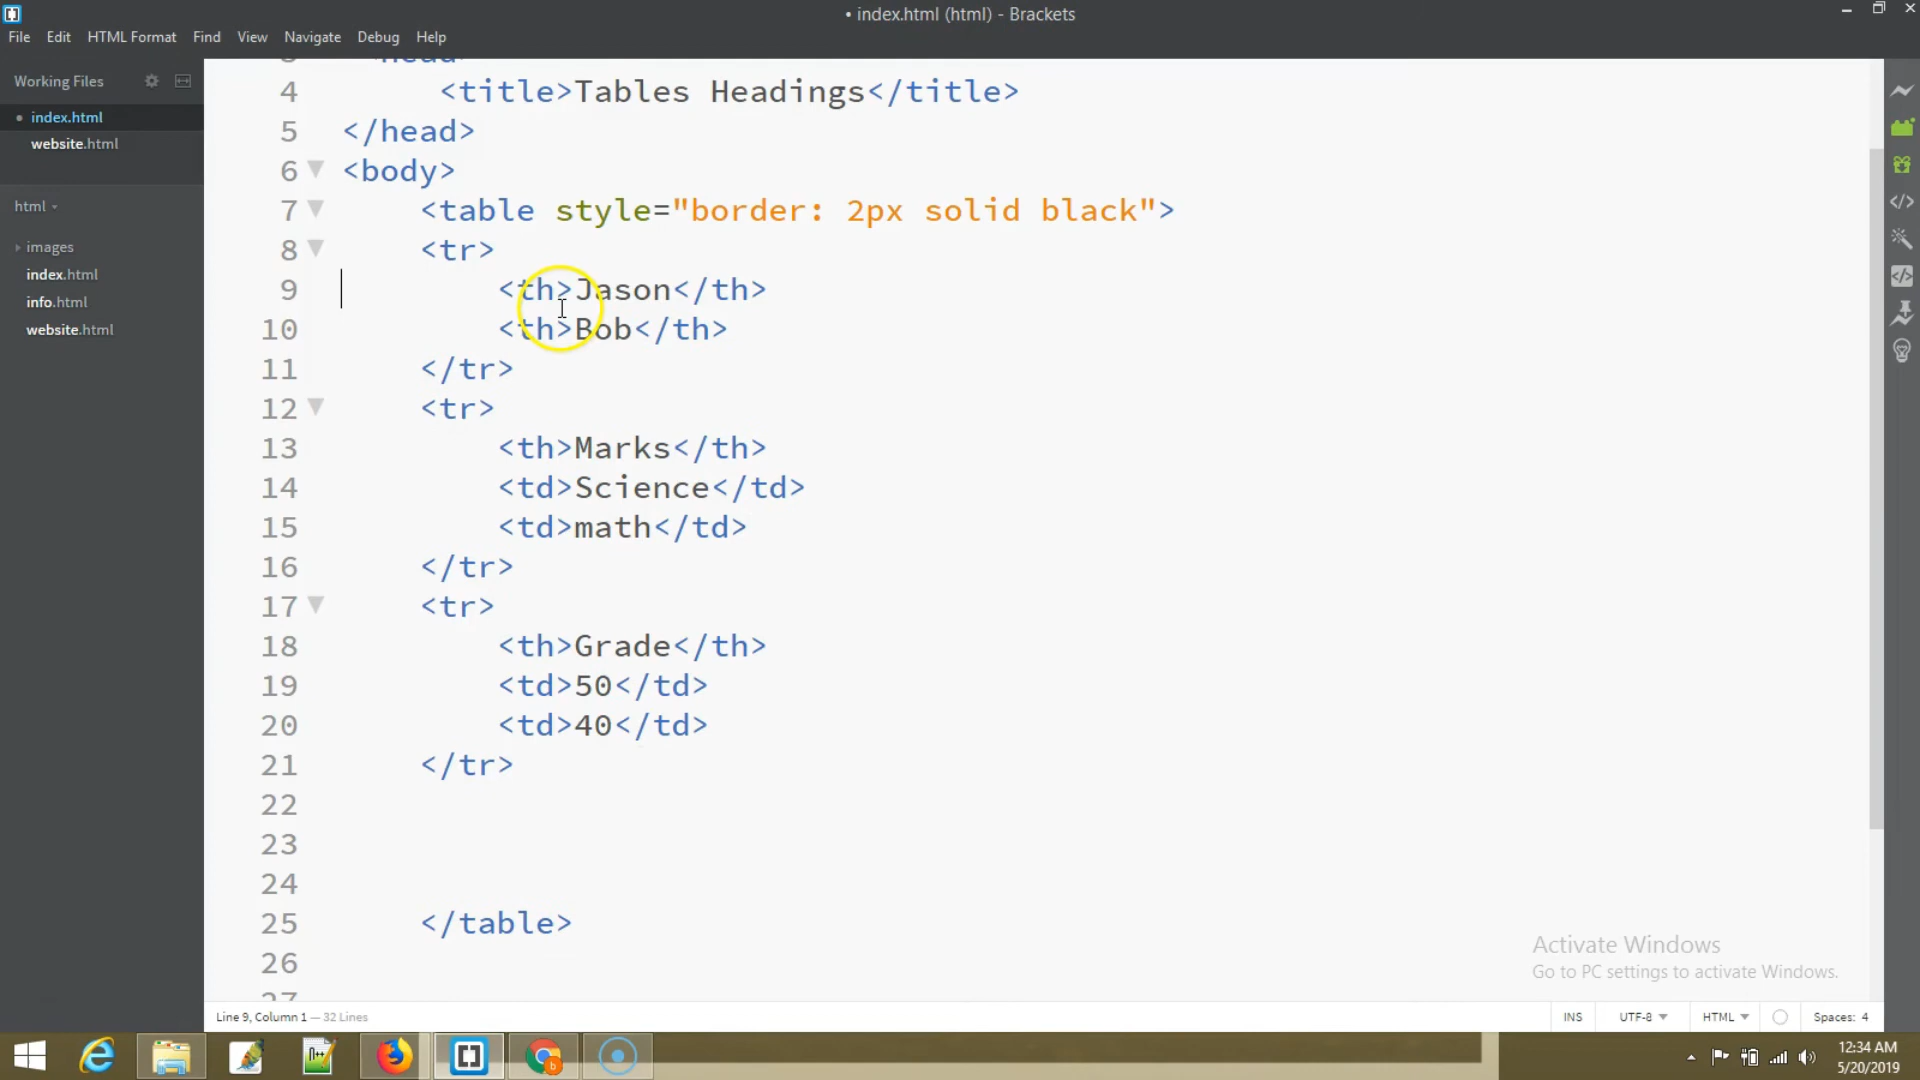 • index.html (html) - Brackets
File Edit HTML Format Find View Navigate Debug Help
Working Files
• index.html
website.html
html
images
index.html
info.html
website.html
3 <head>
4 <title>Tables Headings</title>
5 </head>
6 <body>
7 <table style="border: 2px solid black">
8 <tr>
9 <th>Jason</th>
10 <th>Bob</th>
11 </tr>
12 <tr>
13 <th>Marks</th>
14 <td>Science</td>
15 <td>math</td>
16 </tr>
17 <tr>
18 <th>Grade</th>
19 <td>50</td>
20 <td>40</td>
21 </tr>
22
23
24
25 </table>
26
27
Activate Windows
Go to PC settings to activate Windows.
Line 9, Column 1 — 32 Lines
INS UTF-8 HTML Spaces: 4
12:34 AM
5/20/2019